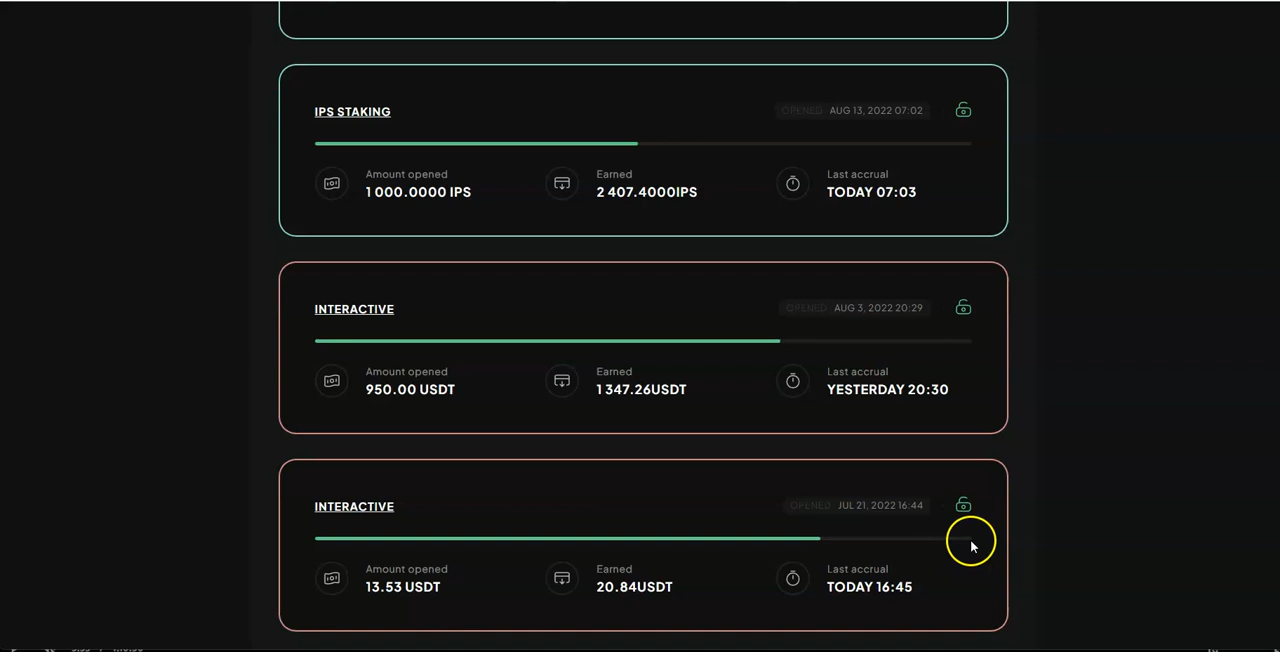 IPS STAKING
OPENED AUG 13, 2022 07:02
Amount opened
1 000.0000 IPS
Earned
2 407.4000IPS
Last accrual
TODAY 07:03
INTERACTIVE
OPENED AUG 3, 2022 20:29
Amount opened
950.00 USDT
Earned
1 347.26USDT
Last accrual
YESTERDAY 20:30
INTERACTIVE
OPENED JUL 21, 2022 16:44
Amount opened
13.53 USDT
Earned
20.84USDT
Last accrual
TODAY 16:45